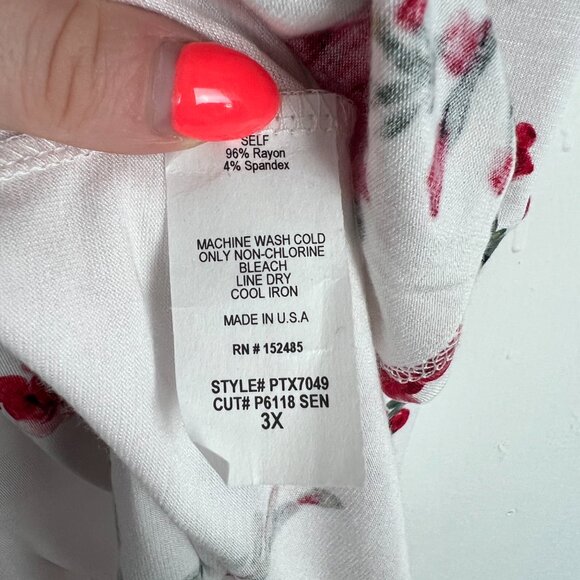 SELF
96% Rayon
4% Spandex
MACHINE WASH COLD
ONLY NON-CHLORINE
BLEACH
LINE DRY
COOL IRON
MADE IN U.S.A
RN # 152485
STYLE# PTX7049
CUT# P6118 SEN
3X